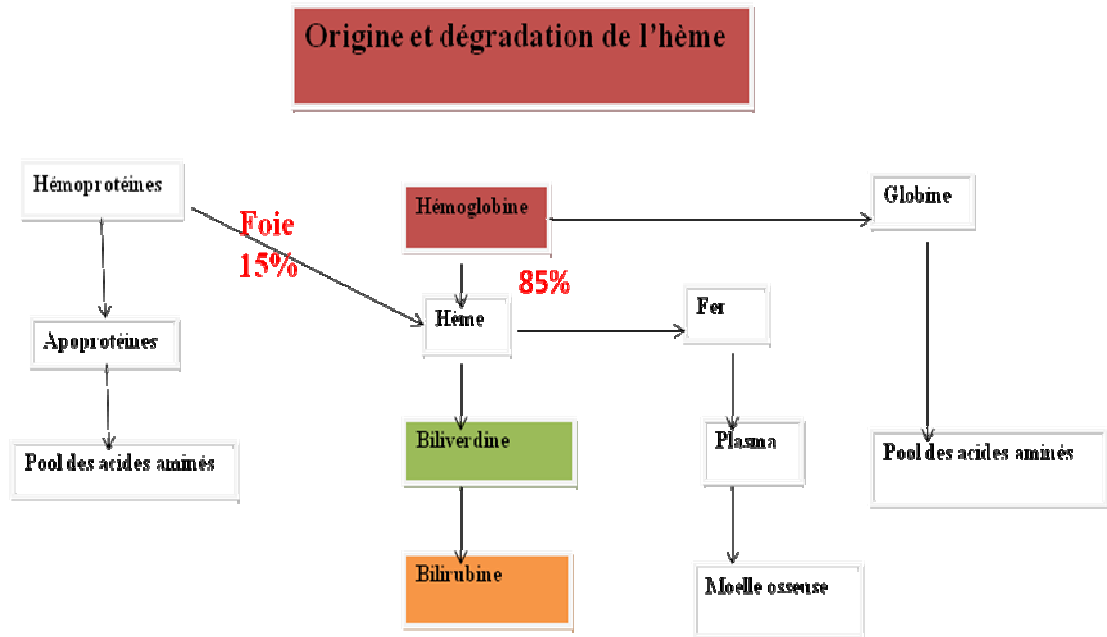 Origine et dégradation de l'hème
Hémoprotéines
Hémoglobine
Globine
Foie
15%
85%
Hème
Fer
Apoprotéines
Biliverdine
Plasma
Pool des acides aminés
Pool des acides aminés
Bilirubine
Moelle osseuse